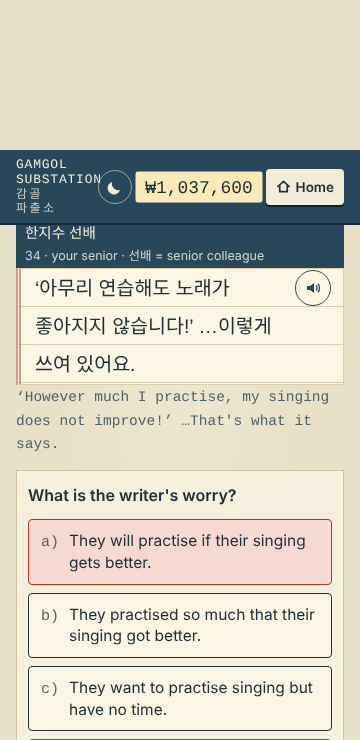 GAMGOL
SUBSTATION
감골
파출소
₩1,037,600
Home
한지수 선배
34 · your senior · 선배 = senior colleague
‘아무리 연습해도 노래가
좋아지지 않습니다!’ …이렇게
쓰여 있어요.
‘However much I practise, my singing
does not improve!’ …That's what it
says.
What is the writer's worry?
a) They will practise if their singing
gets better.
b) They practised so much that their
singing got better.
c) They want to practise singing but
have no time.